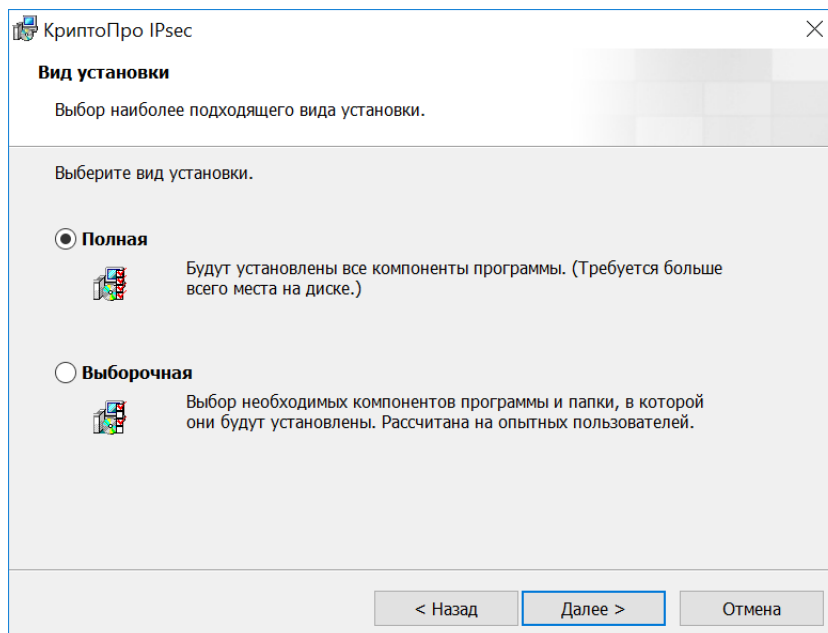 КриптоПро IPsec
Вид установки
Выбор наиболее подходящего вида установки.
Выберите вид установки.
Полная
Будут установлены все компоненты программы. (Требуется больше
всего места на диске.)
Выборочная
Выбор необходимых компонентов программы и папки, в которой
они будут установлены. Рассчитана на опытных пользователей.
< Назад
Далее >
Отмена